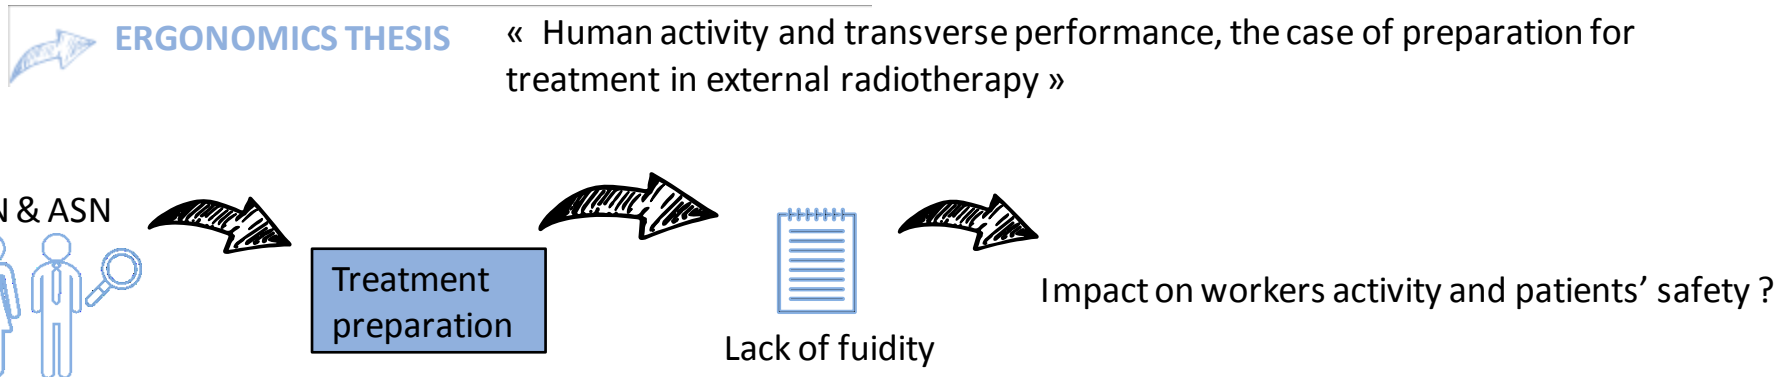 ERGONOMICS THESIS
« Human activity and transverse performance, the case of preparation for
treatment in external radiotherapy »
& ASN
Treatment
preparation
Lack of fuidity
Impact on workers activity and patients’ safety ?